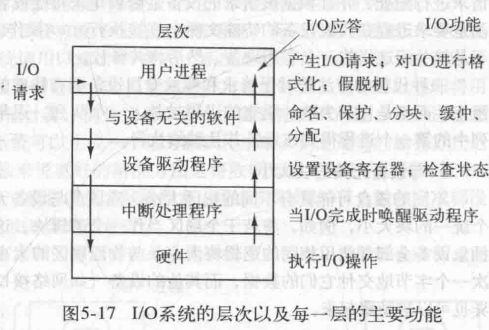 层次
I/O应答
I/O功能
I/O
请求
用户进程
产生I/O请求，对I/O进行格
式化，假脱机
与设备无关的软件
命名、保护、分块、缓冲、
分配
设备驱动程序
设置设备寄存器，检查状态
中断处理程序
当I/O完成时唤醒驱动程序
硬件
执行I/O操作
图5-17 I/O系统的层次以及每一层的主要功能